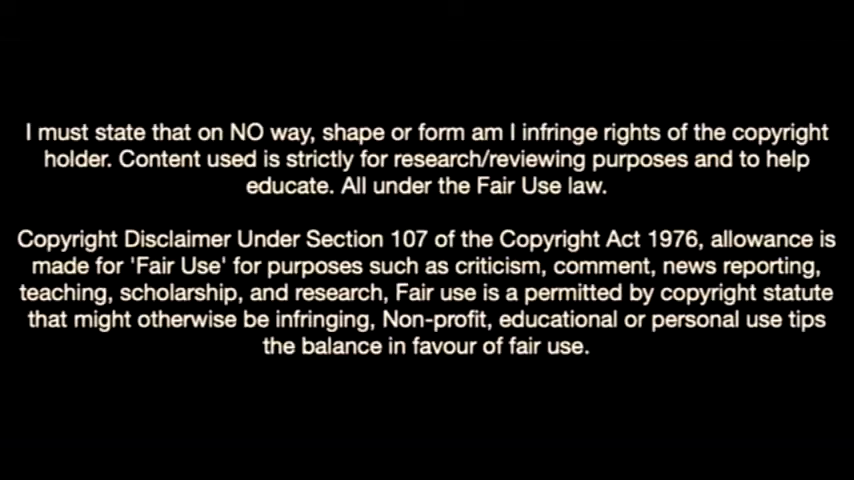 I must state that on NO way, shape or form am I infringe rights of the copyright
holder. Content used is strictly for research/reviewing purposes and to help
educate. All under the Fair Use law.
Copyright Disclaimer Under Section 107 of the Copyright Act 1976, allowance is
made for 'Fair Use' for purposes such as criticism, comment, news reporting,
teaching, scholarship, and research, Fair use is a permitted by copyright statute
that might otherwise be infringing, Non-profit, educational or personal use tips
the balance in favour of fair use.